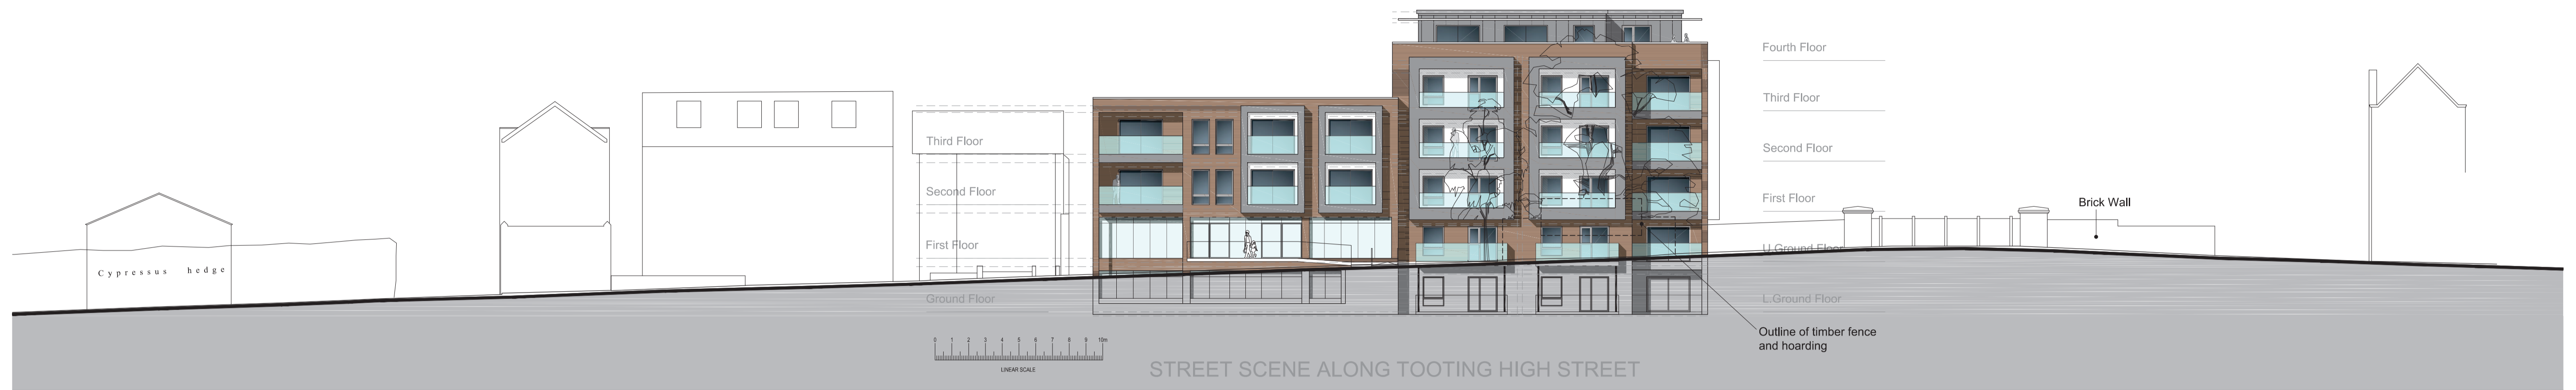 Fourth Floor
Third Floor
Second Floor
First Floor
U.Ground Floor
L.Ground Floor
Third Floor
Second Floor
First Floor
Ground Floor
Cypressus hedge
Brick Wall
Outline of timber fence
and hoarding
0 1 2 3 4 5 6 7 8 9 10m
LINEAR SCALE
STREET SCENE ALONG TOOTING HIGH STREET